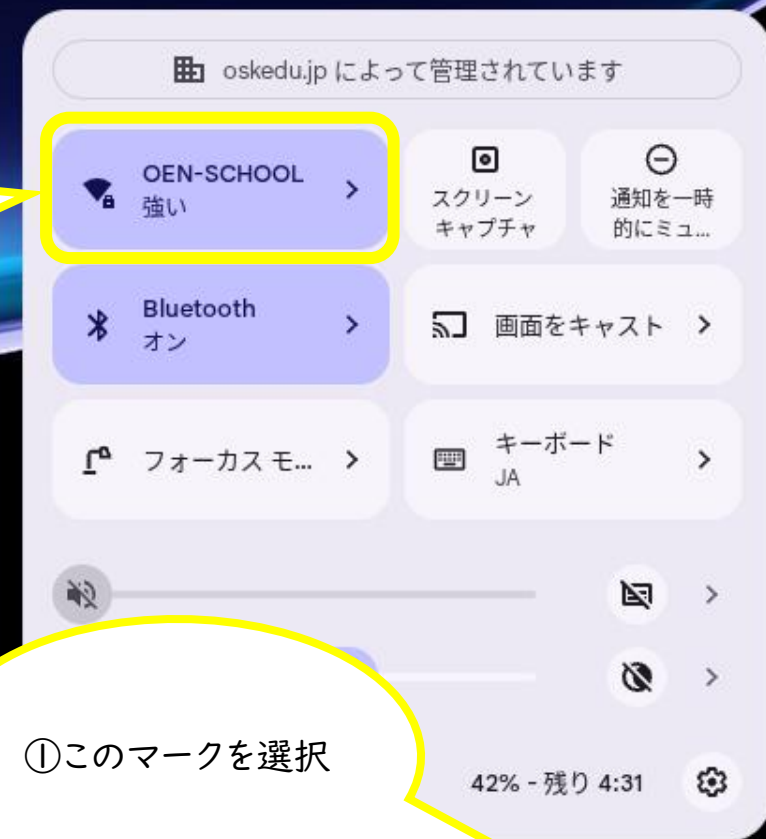 oskedu.jp によって管理されています
OEN-SCHOOL
強い
スクリーン
キャプチャ
通知を一時
的にミュ...
Bluetooth
オン
画面をキャスト
フォーカス モ...
キーボード
JA
①このマークを選択
42% - 残り 4:31